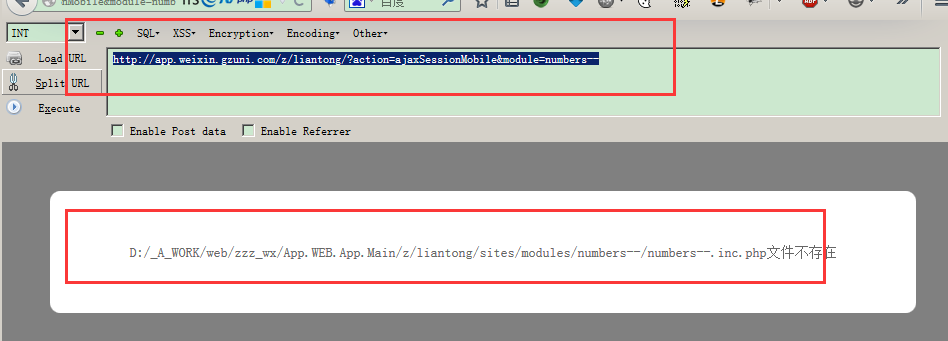 nMobile&module-numb
百度
INT SQL▾ XSS▾ Encryption▾ Encoding▾ Other▾
Load URL http://app.weixin.gzuni.com/z/liantong/?action=ajaxSessionMobile&module=numbers--
Split URL
Execute
Enable Post data Enable Referrer
D:/_A_WORK/web/zzz_wx/App.WEB.App.Main/z/liantong/sites/modules/numbers--/numbers--.inc.php文件不存在